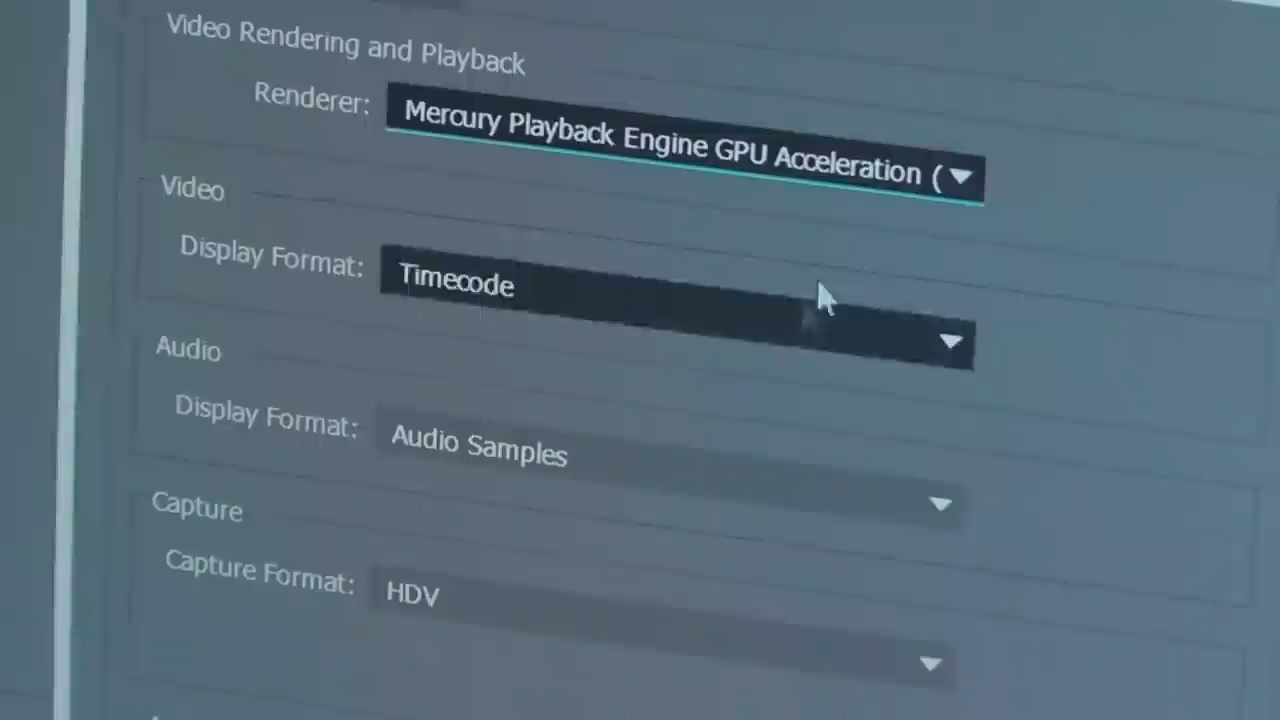 Video Rendering and Playback
Renderer: Mercury Playback Engine GPU Acceleration (
Video
Display Format: Timecode
Audio
Display Format: Audio Samples
Capture
Capture Format: HDV